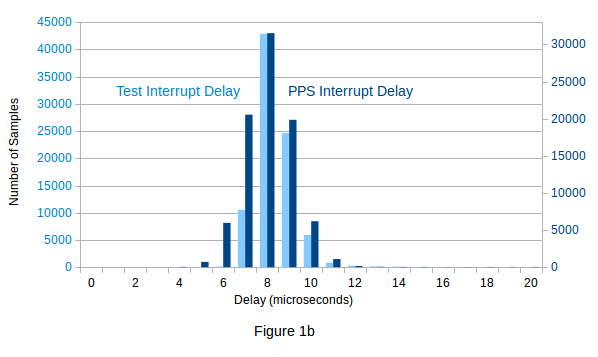 45000
40000
35000
30000
25000
20000
15000
10000
5000
0
Number of Samples
Test Interrupt Delay
PPS Interrupt Delay
30000
25000
20000
15000
10000
5000
0
0 2 4 6 8 10 12 14 16 18 20
Delay (microseconds)
Figure 1b